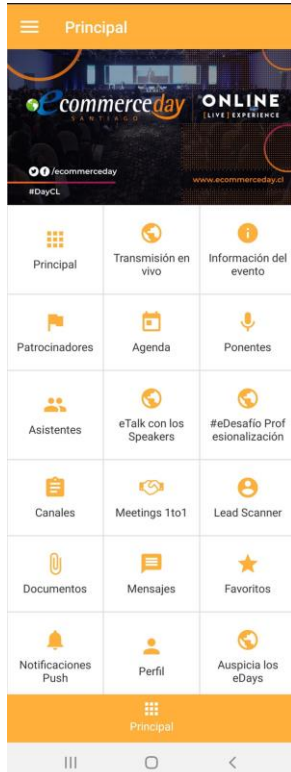 Principal
ecommerceday
SANTIAGO
ONLINE
[LIVE] EXPERIENCE
/ecommerceday
#DayCL
www.ecommerceday.cl
Principal
Transmisión en
vivo
Información del
evento
Patrocinadores
Agenda
Ponentes
Asistentes
eTalk con los
Speakers
#eDesafío Prof
esionalización
Canales
Meetings 1to1
Lead Scanner
Documentos
Mensajes
Favoritos
Notificaciones
Push
Perfil
Auspicia los
eDays
Principal